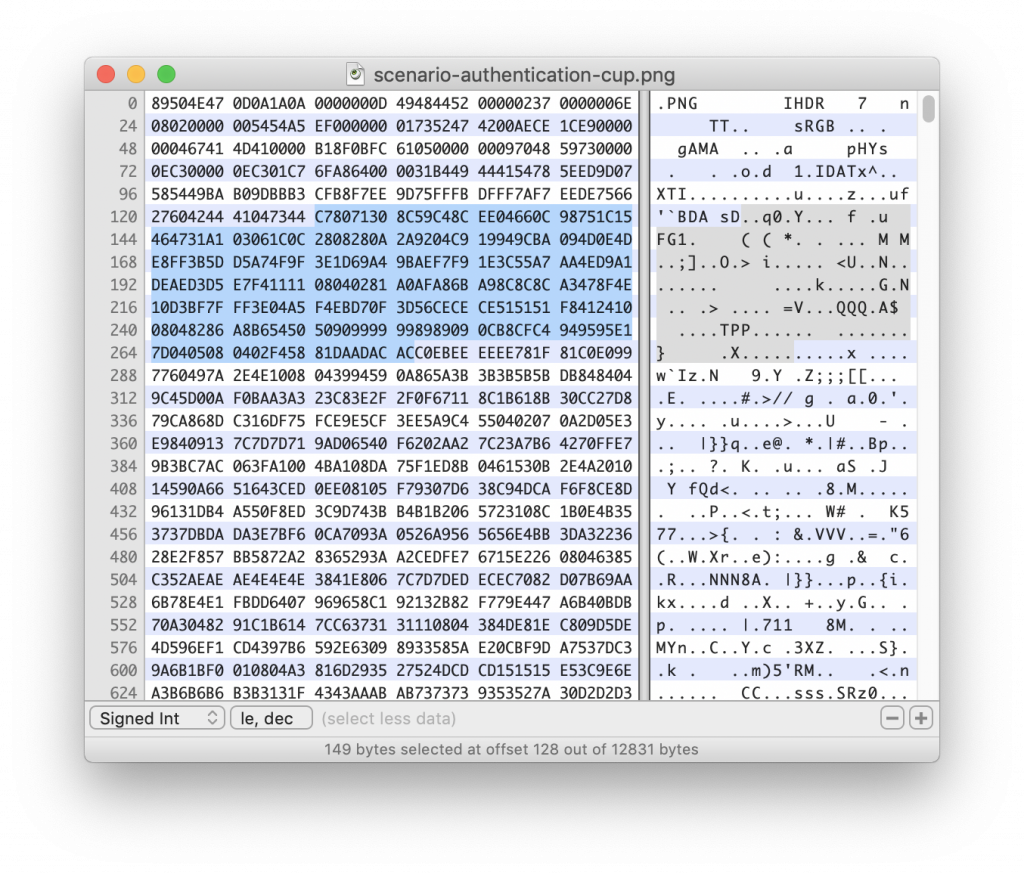 scenario-authentication-cup.png
0 89504E47 0D0A1A0A 0000000D 49484452 00000237 0000006E .PNG IHDR 7 n
24 08020000 005454A5 EF000000 01735247 4200AECE 1CE90000 TT.. sRGB .. .
48 00046741 4D410000 B18F0BFC 61050000 00097048 59730000 gAMA .. . .a pHYs
72 0EC30000 0EC301C7 6FA86400 0031B449 44415478 5EED9D07 . . .o.d 1.IDATx^..
96 585449BA B09DBBB3 CFB8F7EE 9D75FFFB DFFF7AF7 EEDE7566 XTI..........u....z...uf
120 27604244 41047344 C7807130 8C59C48C EE04660C 98751C15 '`BDA sD..q0.Y... f .u
144 464731A1 03061C0C 2808280A 2A9204C9 19949CBA 094D0E4D FG1. ( ( *. . .... M M
168 E8FF3B5D D5A74F9F 3E1D69A4 9BAEF7F9 1E3C55A7 AA4ED9A1 ..;]..O.> i..... <U..N..
192 DEAED3D5 E7F41111 08040281 A0AFA86B A98C8C8C A3478F4E ...... ....k.....G.N
216 10D3BF7F FF3E04A5 F4EBD70F 3D56CECE CE515151 F8412410 .. .> .... =V...QQQ.A$
240 08048286 A8B65450 50909999 99898909 0CB8CFC4 949595E1 ....TPP...... .......
264 7D040508 0402F458 81DAADAC ACC0EBEE EEEE781F 81C0E099 } .X...........x ....
288 7760497A 2E4E1008 04399459 0A865A3B 3B3B5B5B DB848404 w`Iz.N 9.Y .Z;;;[[...
312 9C45D00A F0BAA3A3 23C83E2F 2F0F6711 8C1B618B 30CC27D8 .E. ....#.>// g . a.0.'.
336 79CA868D C316DF75 FCE9E5CF 3EE5A9C4 55040207 0A2D05E3 y.... .u....>...U - .
360 E9840913 7C7D7D71 9AD06540 F6202AA2 7C23A7B6 4270FFE7 .. |}}q..e@. *.|#..Bp..
384 9B3BC7AC 063FA100 4BA108DA 75F1ED8B 0461530B 2E4A2010 .;.. ?. K. .u... aS .J
408 14590A66 51643CED 0EE08105 F79307D6 38C94DCA F6F8CE8D Y fQd<. .. .. .8.M.....
432 96131DB4 A550F8ED 3C9D743B B4B1B206 5723108C 1B0E4B35 . ..P..<.t;... W# . K5
456 3737DBDA DA3E7BF6 0CA7093A 0526A956 5656E4BB 3DA32236 77...>{. . : &.VVV..=."6
480 28E2F857 BB5872A2 8365293A A2CEDFE7 6715E226 08046385 (..W.Xr..e):....g .& c.
504 C352AEAE AE4E4E4E 3841E806 7C7D7DED ECEC7082 D07B69AA .R...NNN8A. |}}...p..{i.
528 6B78E4E1 FBDD6407 969658C1 92132B82 F779E447 A6B40BDB kx....d ..X.. +..y.G.. .
552 70A30482 91C1B614 7CC63731 31110804 384DE81E C809D5DE p. .... |.711 8M. . ..
576 4D596EF1 CD4397B6 592E6309 8933585A E20CBF9D A7537DC3 MYn..C..Y.c .3XZ. ...S}.
600 9A6B1BF0 010804A3 816D2935 27524DCD CD151515 E53C9E6E .k . ..m)5'RM.. .<.n
624 A3B6B6B6 B3B3131F 4343AAAB AB737373 9353527A 30D2D2D3 ...... CC...sss.SRz0...
Signed Int le, dec (select less data)
149 bytes selected at offset 128 out of 12831 bytes